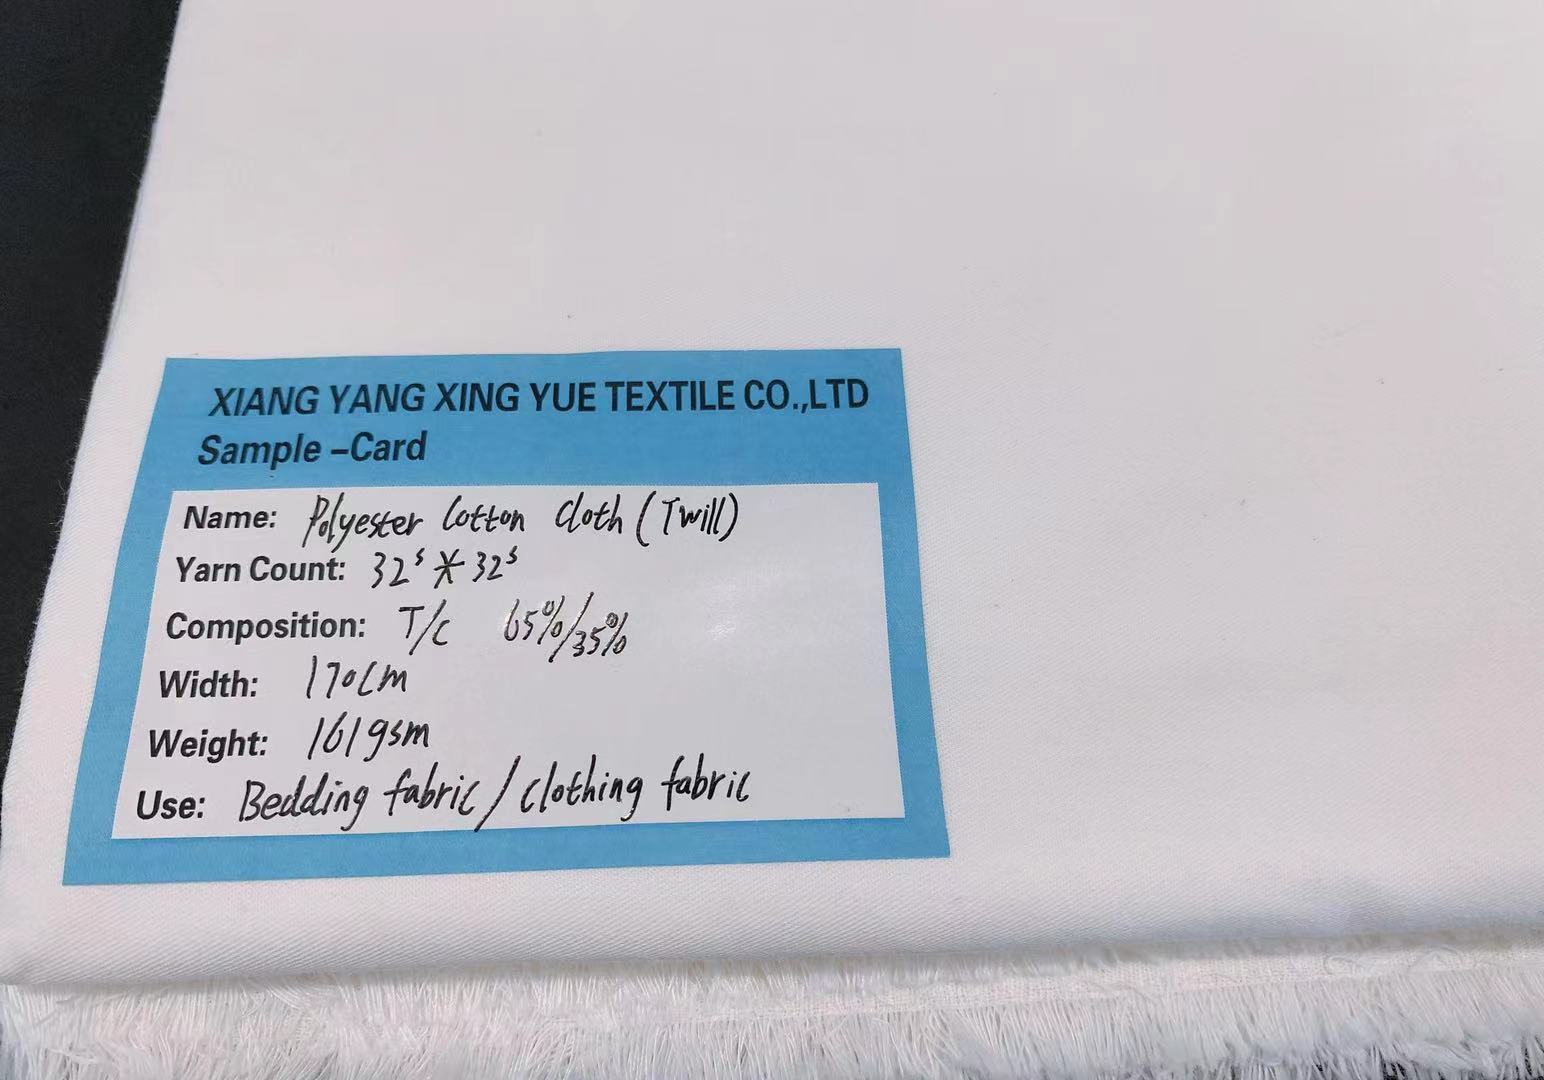 XIANG YANG XING YUE TEXTILE CO.,LTD
Sample –Card
Name: Polyester Cotton Cloth (Twill)
Yarn Count: 32s * 32s
Composition: T/C 65%/35%
Width: 170cm
Weight: 161gsm
Use: Bedding fabric / clothing fabric